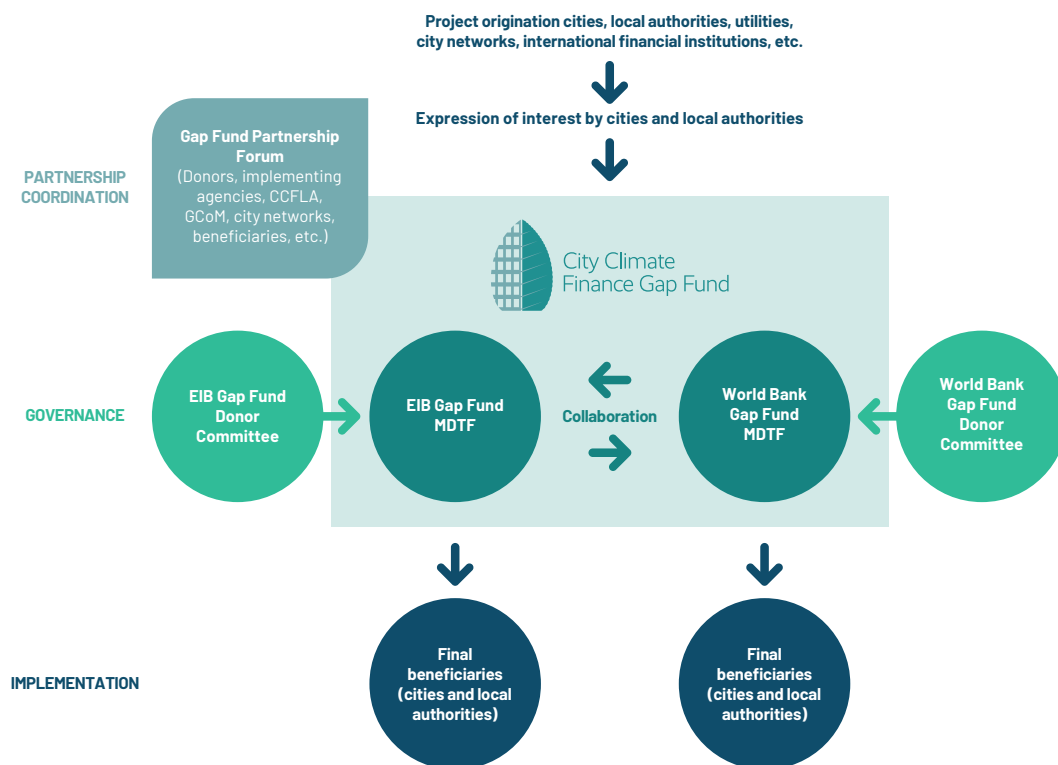 Project origination cities, local authorities, utilities,
city networks, international financial institutions, etc.
Expression of interest by cities and local authorities
PARTNERSHIP
COORDINATION
Gap Fund Partnership
Forum
(Donors, implementing
agencies, CCFLA,
GCoM, city networks,
beneficiaries, etc.)
City Climate
Finance Gap Fund
GOVERNANCE
EIB Gap Fund
Donor
Committee
EIB Gap Fund
MDTF
Collaboration
World Bank
Gap Fund
MDTF
World Bank
Gap Fund
Donor
Committee
IMPLEMENTATION
Final
beneficiaries
(cities and local
authorities)
Final
beneficiaries
(cities and local
authorities)